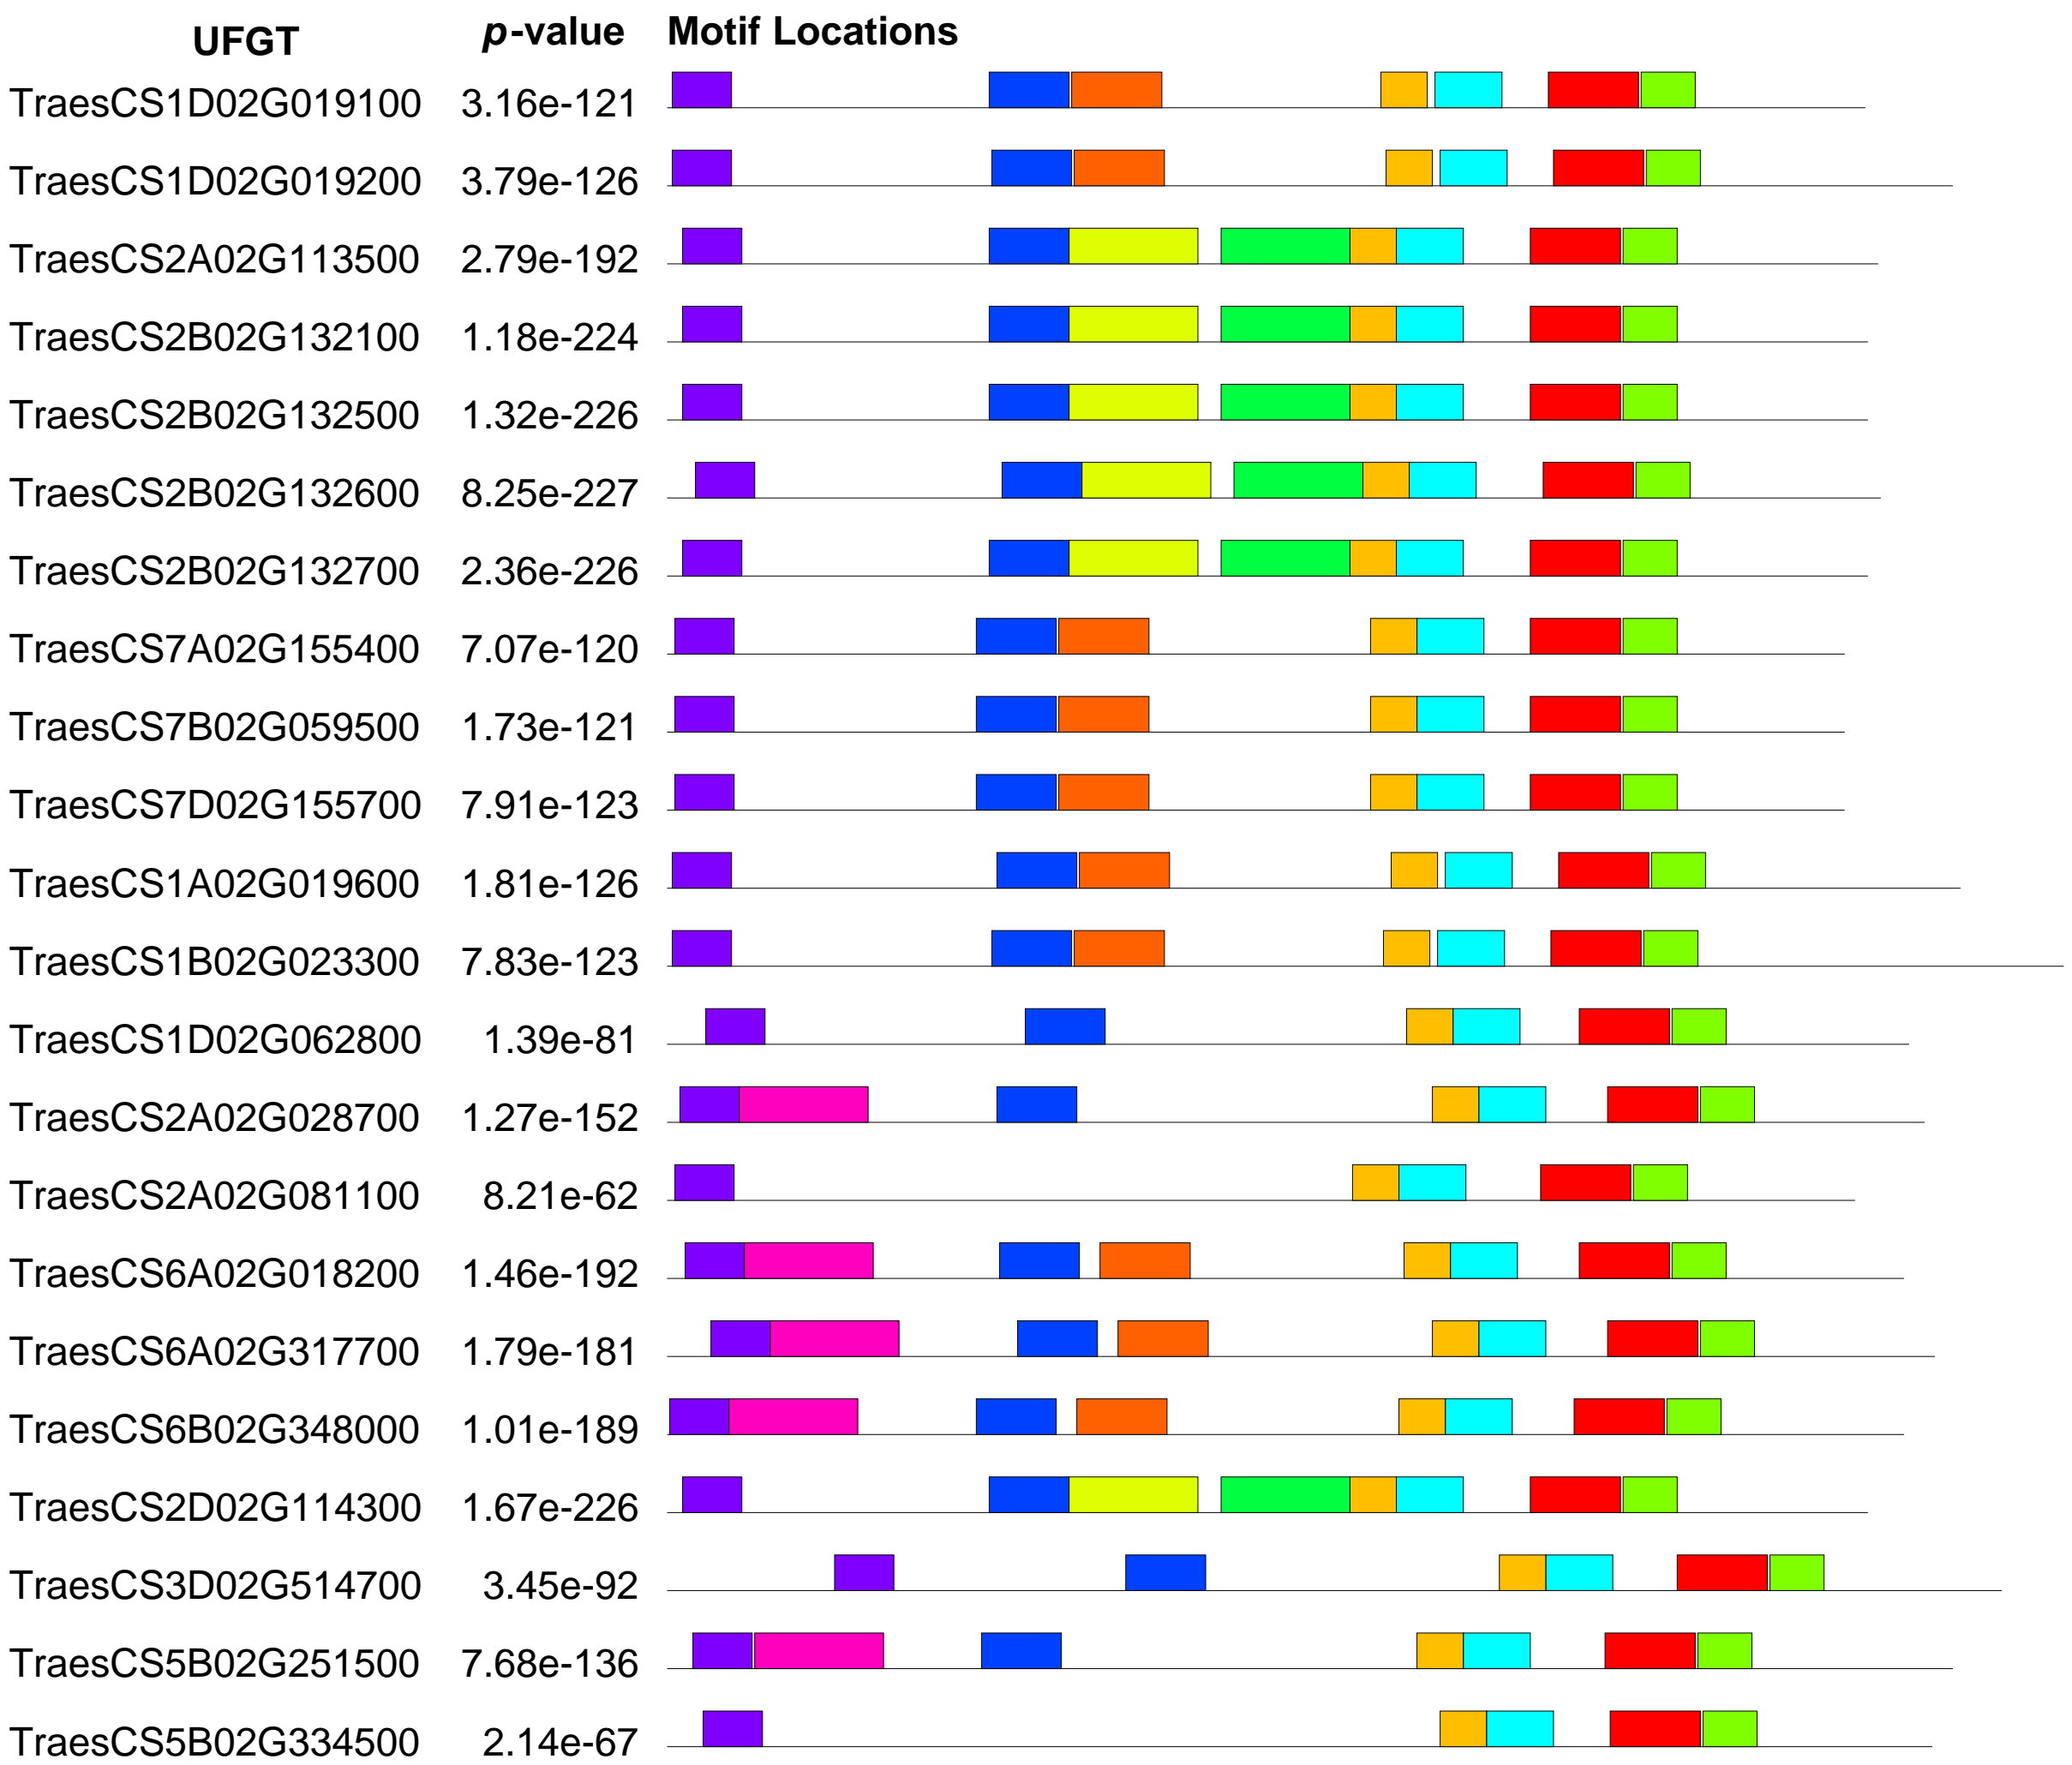 UFGT p-value Motif Locations
TraesCS1D02G019100 3.16e-121
TraesCS1D02G019200 3.79e-126
TraesCS2A02G113500 2.79e-192
TraesCS2B02G132100 1.18e-224
TraesCS2B02G132500 1.32e-226
TraesCS2B02G132600 8.25e-227
TraesCS2B02G132700 2.36e-226
TraesCS7A02G155400 7.07e-120
TraesCS7B02G059500 1.73e-121
TraesCS7D02G155700 7.91e-123
TraesCS1A02G019600 1.81e-126
TraesCS1B02G023300 7.83e-123
TraesCS1D02G062800 1.39e-81
TraesCS2A02G028700 1.27e-152
TraesCS2A02G081100 8.21e-62
TraesCS6A02G018200 1.46e-192
TraesCS6A02G317700 1.79e-181
TraesCS6B02G348000 1.01e-189
TraesCS2D02G114300 1.67e-226
TraesCS3D02G514700 3.45e-92
TraesCS5B02G251500 7.68e-136
TraesCS5B02G334500 2.14e-67